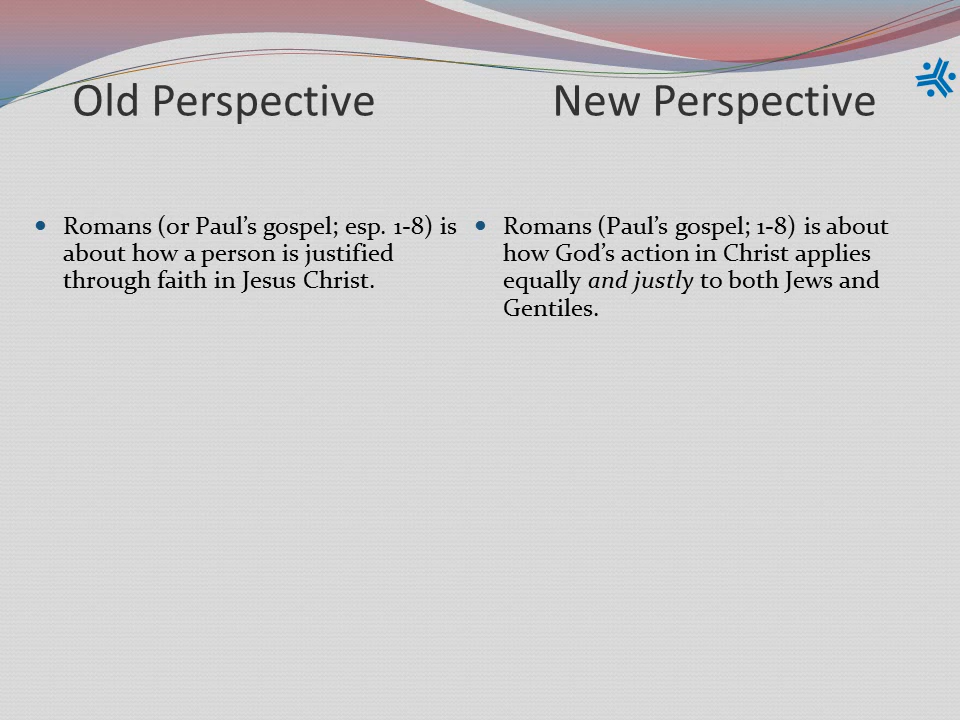 Old Perspective
New Perspective
• Romans (or Paul’s gospel; esp. 1-8) is
about how a person is justified
through faith in Jesus Christ.
• Romans (Paul’s gospel; 1-8) is about
how God’s action in Christ applies
equally and justly to both Jews and
Gentiles.